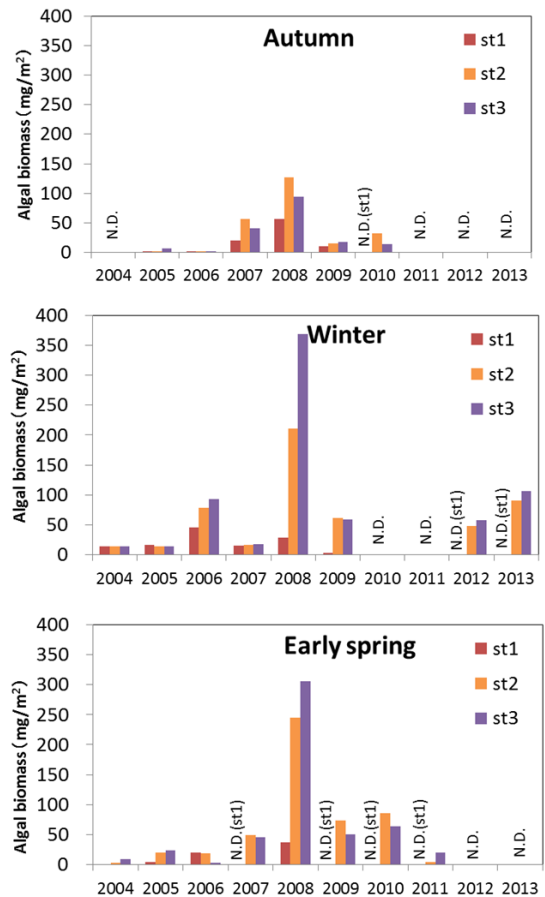 Autumn
Algal biomass (mg/m²)
400
350
300
250
200
150
100
50
0
st1
st2
st3
N.D.
N.D.(st1)
N.D.
N.D.
N.D.
2004 2005 2006 2007 2008 2009 2010 2011 2012 2013
Winter
Algal biomass (mg/m²)
400
350
300
250
200
150
100
50
0
st1
st2
st3
N.D.
N.D.
N.D.(st1)
N.D.(st1)
2004 2005 2006 2007 2008 2009 2010 2011 2012 2013
Early spring
Algal biomass (mg/m²)
400
350
300
250
200
150
100
50
0
st1
st2
st3
N.D.(st1)
N.D.(st1)
N.D.(st1)
N.D.(st1)
N.D.
N.D.
2004 2005 2006 2007 2008 2009 2010 2011 2012 2013